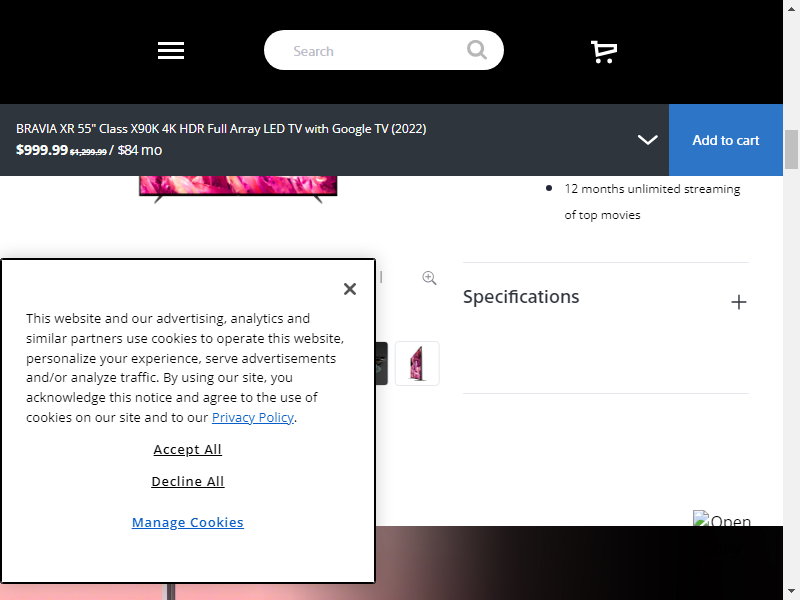 Search
BRAVIA XR 55" Class X90K 4K HDR Full Array LED TV with Google TV (2022)
$999.99 $1,299.99 / $84 mo
Add to cart
12 months unlimited streaming
of top movies
Specifications
This website and our advertising, analytics and
similar partners use cookies to operate this website,
personalize your experience, serve advertisements
and/or analyze traffic. By using our site, you
acknowledge this notice and agree to the use of
cookies on our site and to our Privacy Policy.
Accept All
Decline All
Manage Cookies
Open